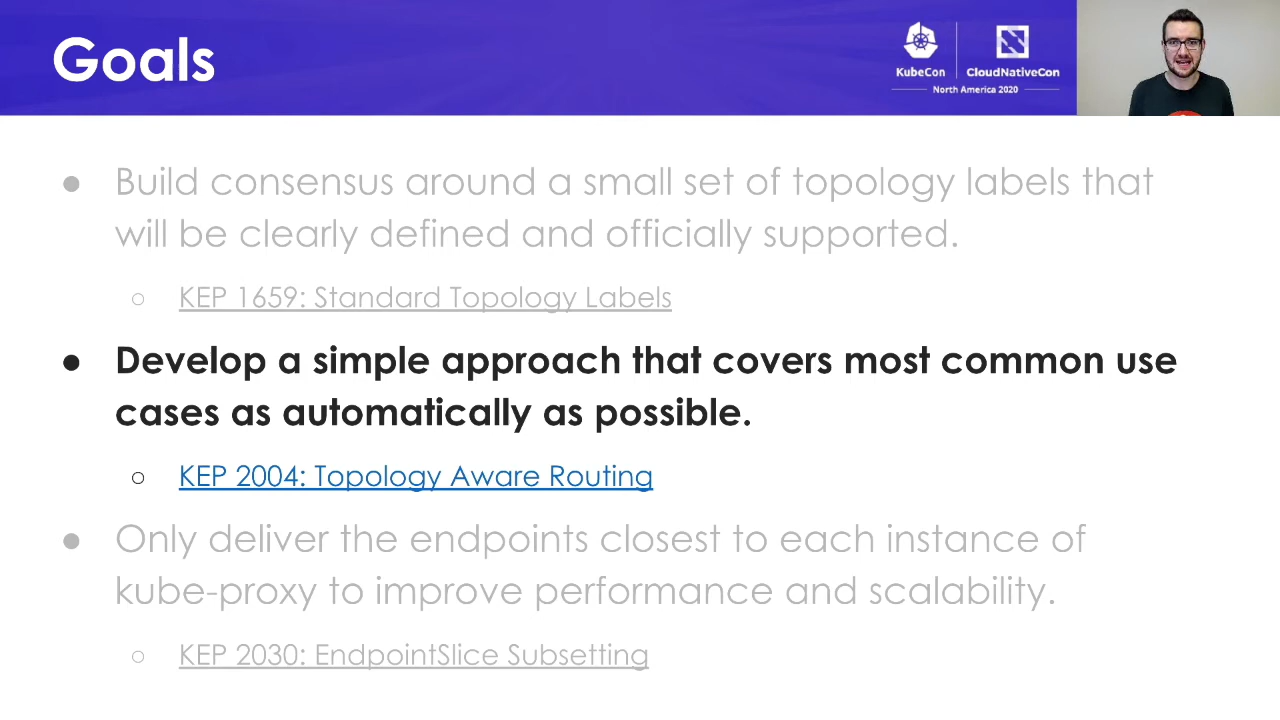 Goals
KubeCon
CloudNativeCon
North America 2020
● Build consensus around a small set of topology labels that
will be clearly defined and officially supported.
○ KEP 1659: Standard Topology Labels
● Develop a simple approach that covers most common use
cases as automatically as possible.
○ KEP 2004: Topology Aware Routing
● Only deliver the endpoints closest to each instance of
kube-proxy to improve performance and scalability.
○ KEP 2030: EndpointSlice Subsetting